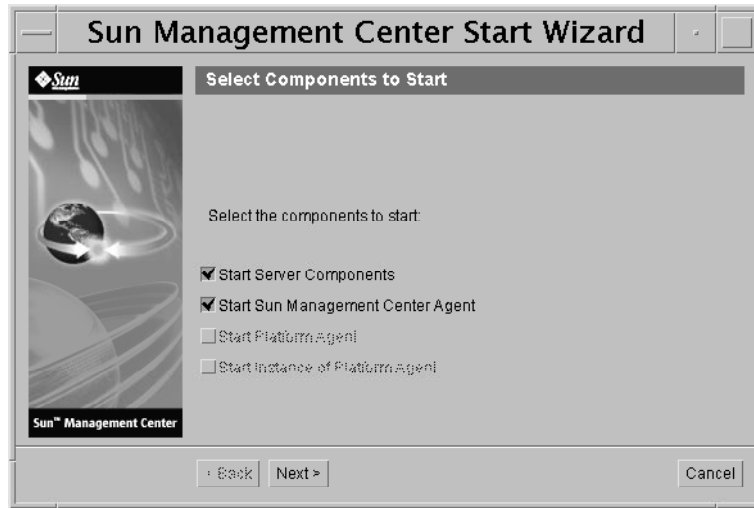 Sun Management Center Start Wizard
Sun
Select Components to Start
Select the components to start:
Start Server Components
Start Sun Management Center Agent
Start Platform Agent
Start Instance of Platform Agent
Sun™ Management Center
< Back Next > Cancel